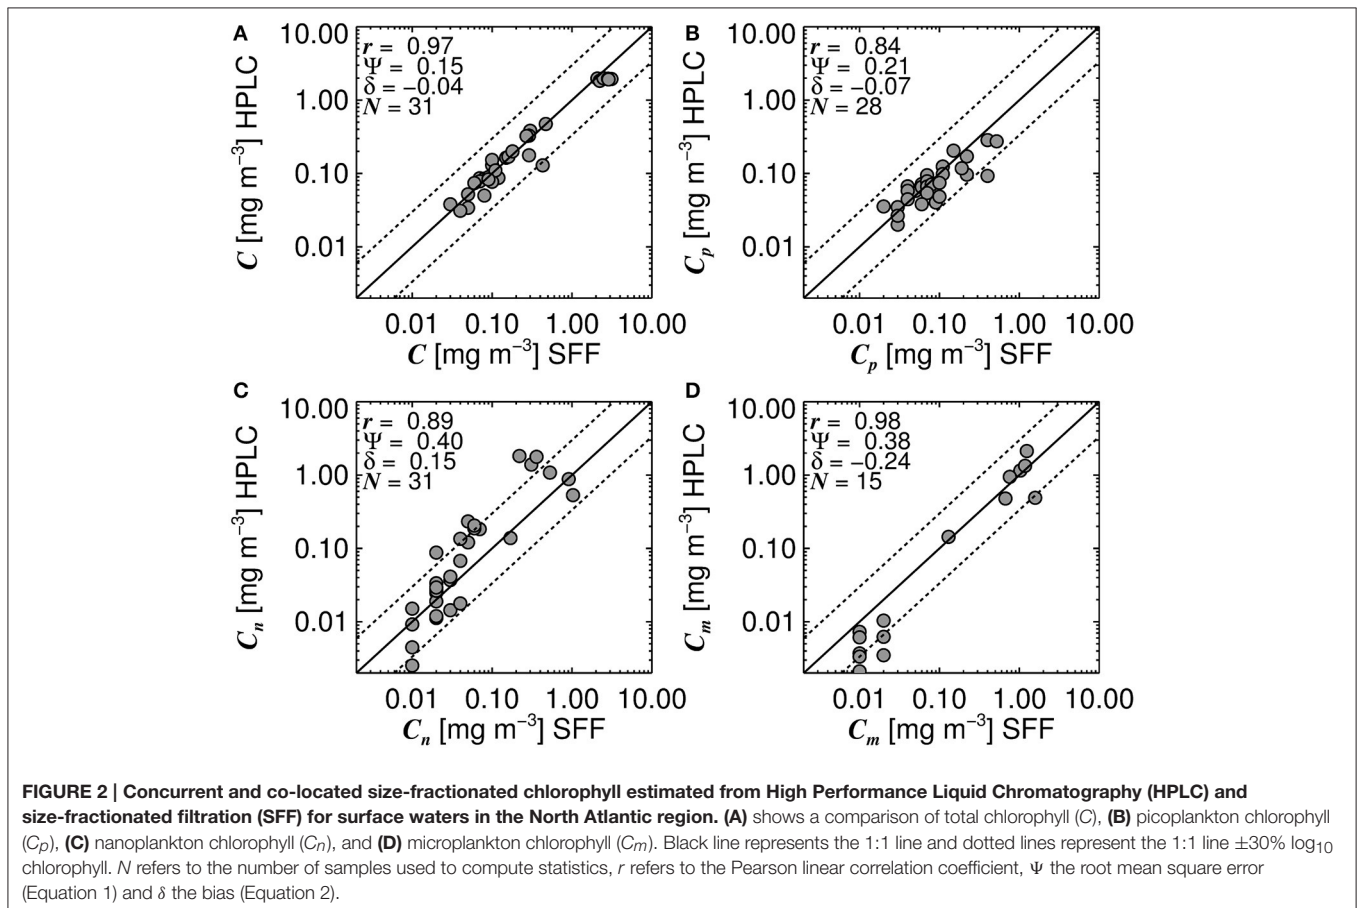 A
10.00
1.00
0.10
0.01
C [mg m−3] HPLC
r = 0.97
Ψ = 0.15
δ = −0.04
N = 31
0.01 0.10 1.00 10.00
C [mg m−3] SFF
B
10.00
1.00
0.10
0.01
Cp [mg m−3] HPLC
r = 0.84
Ψ = 0.21
δ = −0.07
N = 28
0.01 0.10 1.00 10.00
Cp [mg m−3] SFF
C
10.00
1.00
0.10
0.01
Cn [mg m−3] HPLC
r = 0.89
Ψ = 0.40
δ = 0.15
N = 31
0.01 0.10 1.00 10.00
Cn [mg m−3] SFF
D
10.00
1.00
0.10
0.01
Cm [mg m−3] HPLC
r = 0.98
Ψ = 0.38
δ = −0.24
N = 15
0.01 0.10 1.00 10.00
Cm [mg m−3] SFF
FIGURE 2 | Concurrent and co-located size-fractionated chlorophyll estimated from High Performance Liquid Chromatography (HPLC) and
size-fractionated filtration (SFF) for surface waters in the North Atlantic region. (A) shows a comparison of total chlorophyll (C), (B) picoplankton chlorophyll
(Cp), (C) nanoplankton chlorophyll (Cn), and (D) microplankton chlorophyll (Cm). Black line represents the 1:1 line and dotted lines represent the 1:1 line ±30% log10
chlorophyll. N refers to the number of samples used to compute statistics, r refers to the Pearson linear correlation coefficient, Ψ the root mean square error
(Equation 1) and δ the bias (Equation 2).